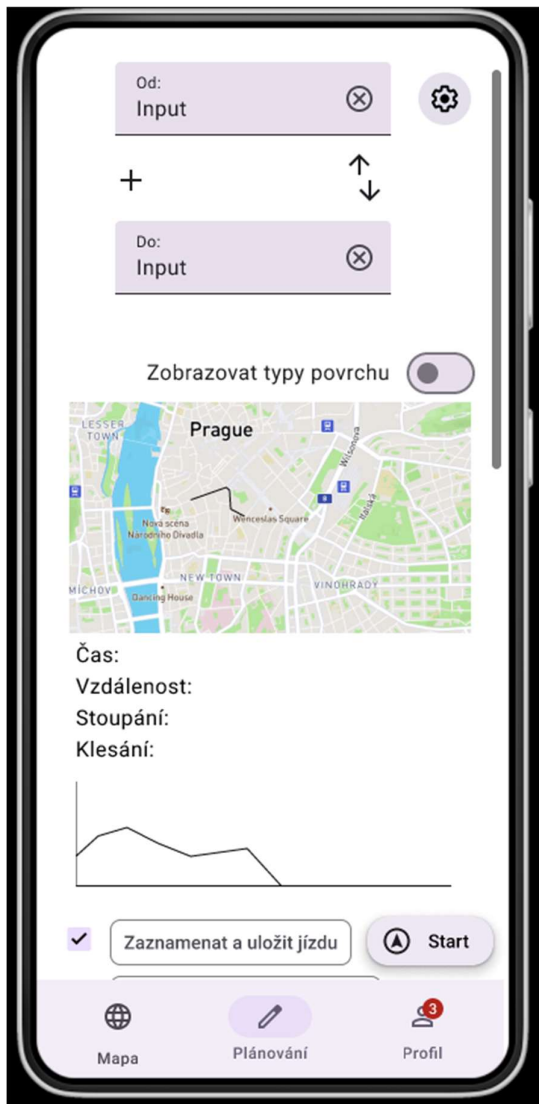 Od:
Input
Do:
Input
Zobrazovat typy povrchu
LESSER
TOWN
Prague
Wilsonova
Italská
Nová scéna
Národního Divadla
Wenceslas Square
MÍCHOV
NEW TOWN
VINOHRADY
Dancing House
Čas:
Vzdálenost:
Stoupání:
Klesání:
Zaznamenat a uložit jízdu
Start
3
Mapa
Plánování
Profil